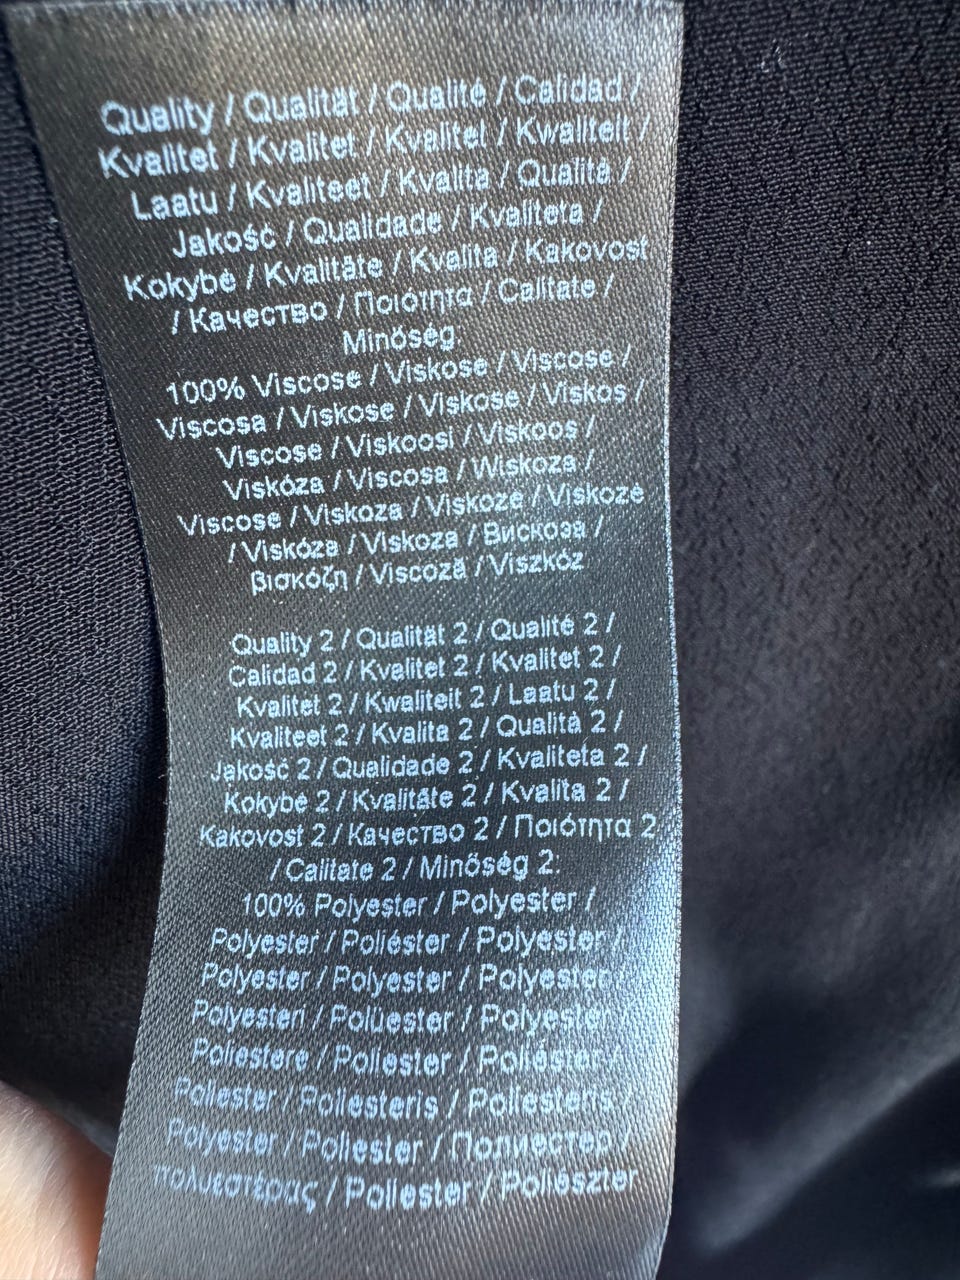 Quality / Qualität / Qualité / Calidad /
Kvalitet / Kvalitet / Kvalitet / Kwaliteit /
Laatu / Kvaliteet / Kvalita / Qualità /
Jakość / Qualidade / Kvaliteta /
Kokybė / Kvalitāte / Kvalita / Kakovost
/ Качество / Ποιότητα / Calitate /
Minőség
100% Viscose / Viskose / Viscose /
Viscosa / Viskose / Viskose / Viskos /
Viscose / Viskoosi / Viskoos /
Viskóza / Viscosa / Wiskoza /
Viscose / Viskoza / Viskozė / Viskozė
/ Viskóza / Viskoza / Вискоза /
βισκόζη / Viscoză / Viszkóz
Quality 2 / Qualität 2 / Qualité 2 /
Calidad 2 / Kvalitet 2 / Kvalitet 2 /
Kvalitet 2 / Kwaliteit 2 / Laatu 2 /
Kvaliteet 2 / Kvalita 2 / Qualità 2 /
Jakość 2 / Qualidade 2 / Kvaliteta 2 /
Kokybė 2 / Kvalitāte 2 / Kvalita 2 /
Kakovost 2 / Качество 2 / Ποιότητα 2
/ Calitate 2 / Minőség 2:
100% Polyester / Polyester /
Polyester / Poliéster / Polyester /
Polyester / Polyester / Polyester /
Polyesteri / Polüester / Polyester
Poliestere / Poliester / Poliéster /
Poliester / Poliesteris / Poliesteris /
Polyester / Poliester / Полиестер /
πολυεστέρας / Poliester / Poliészter